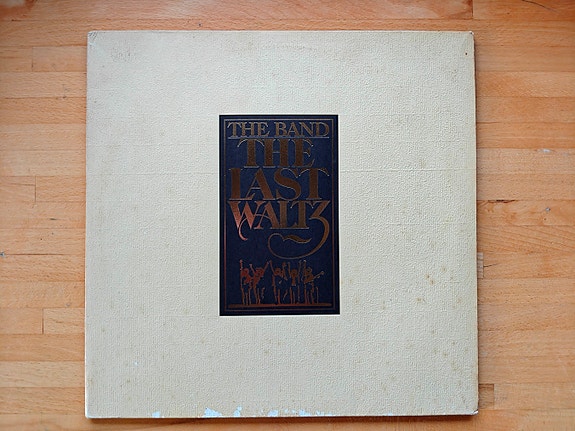 THE BAND
THE
LAST
WALTZ